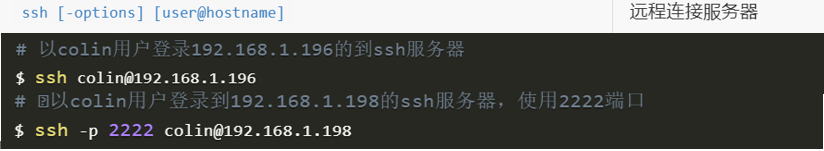 ssh [-options] [user@hostname] 远程连接服务器
# 以colin用户登录192.168.1.196的到ssh服务器
$ ssh colin@192.168.1.196
# 以colin用户登录到192.168.1.198的ssh服务器，使用2222端口
$ ssh -p 2222 colin@192.168.1.198